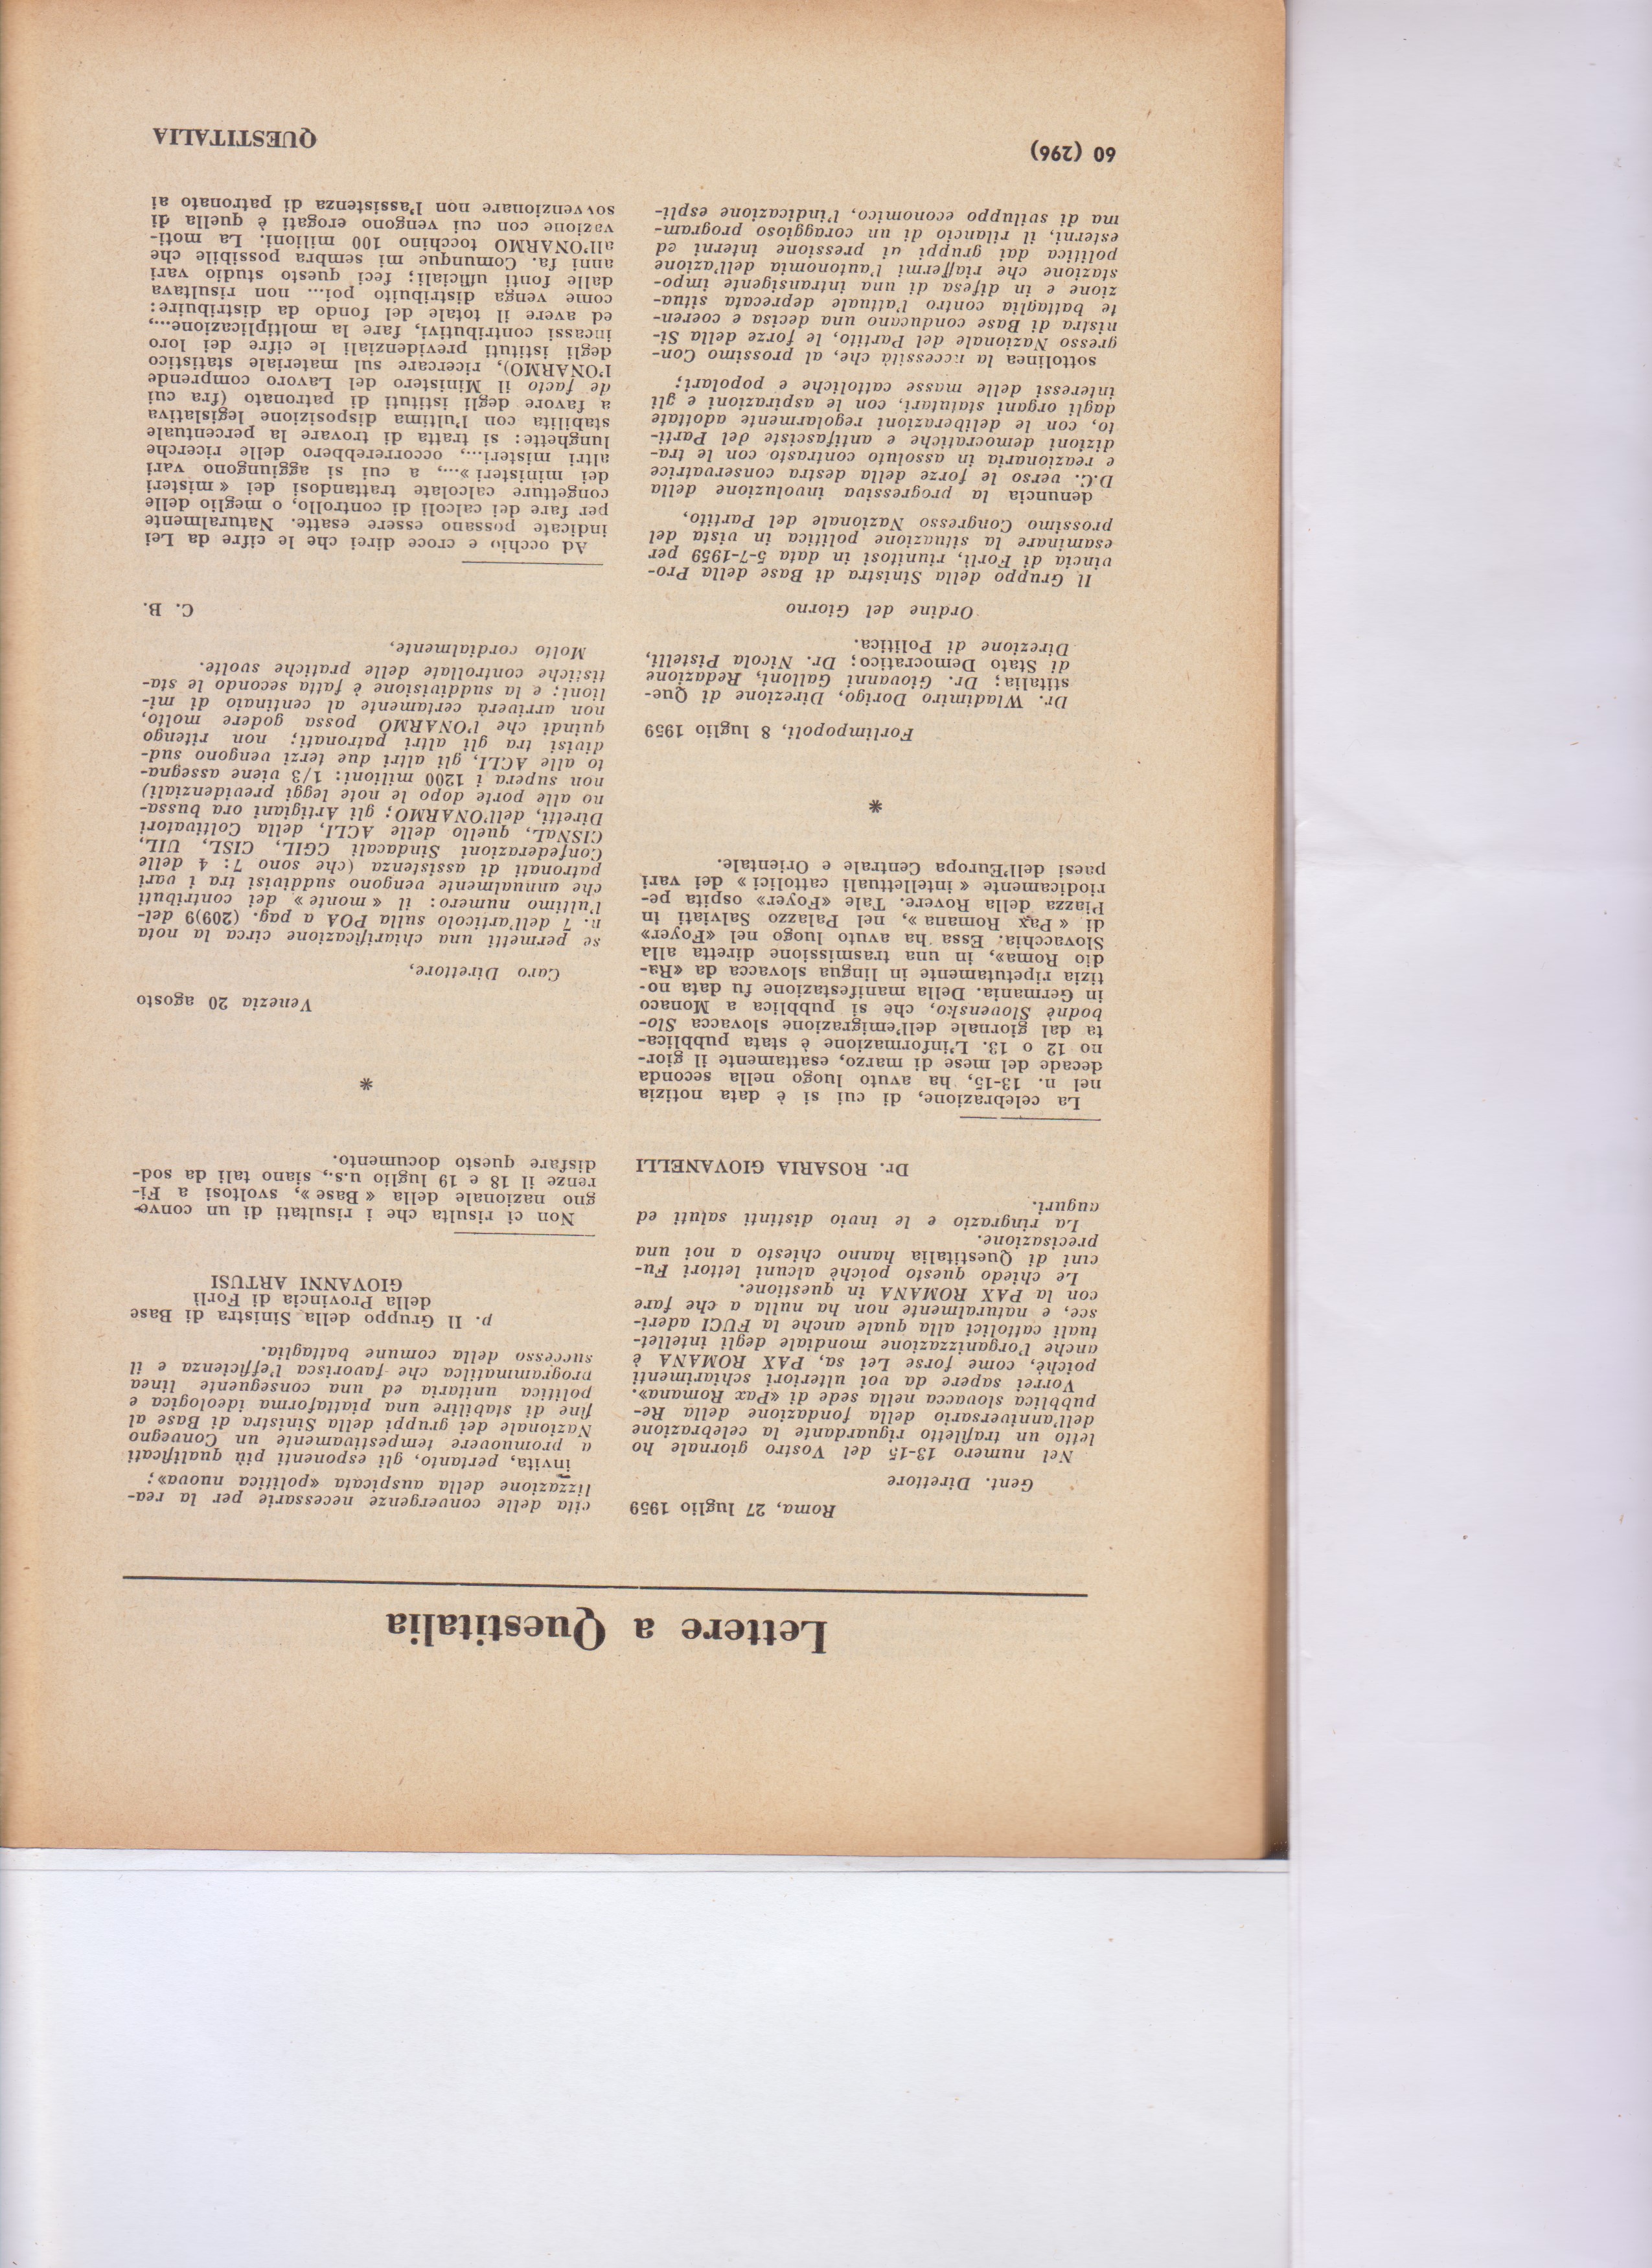 Lettere a Questitalia
Roma, 27 luglio 1959
Gent. Direttore
Nel numero 13-15 del Vostro giornale ho
letto un trafiletto riguardante la celebrazione
dell'anniversario della fondazione della Re-
pubblica slovacca nella sede di «Pax Romana».
Vorrei sapere da voi ulteriori schiarimenti
poichè, come forse Lei sa, PAX ROMANA è
anche l'organizzazione mondiale degli intellet-
tuali cattolici alla quale anche la FUCI aderi-
sce, e naturalmente non ha nulla a che fare
con la PAX ROMANA in questione.
Le chiedo questo poichè alcuni lettori Fu-
cini di Questitalia hanno chiesto a noi una
precisazione.
La ringrazio e le invio distinti saluti ed
auguri.
Dr. ROSARIA GIOVANELLI
La celebrazione, di cui si è data notizia
nel n. 13-15, ha avuto luogo nella seconda
decade del mese di marzo, esattamente il gior-
no 12 o 13. L'informazione è stata pubblica-
ta dal giornale dell'emigrazione slovacca Slo-
bodnè Slovensko, che si pubblica a Monaco
in Germania. Della manifestazione fu data no-
tizia ripetutamente in lingua slovacca da «Ra-
dio Roma», in una trasmissione diretta alla
Slovacchia. Essa ha avuto luogo nel «Foyer»
di « Pax Romana », nel Palazzo Salviati in
Piazza della Rovere. Tale «Foyer» ospita pe-
riodicamente « intellettuali cattolici » dei vari
paesi dell'Europa Centrale e Orientale.
*
Forlimpopoli, 8 luglio 1959
Dr. Wladimiro Dorigo, Direzione di Que-
stitalia; Dr. Giovanni Galloni, Redazione
di Stato Democratico; Dr. Nicola Pistelli,
Direzione di Politica.
Ordine del Giorno
Il Gruppo della Sinistra di Base della Pro-
vincia di Forlì, riunitosi in data 5-7-1959 per
esaminare la situazione politica in vista del
prossimo Congresso Nazionale del Partito,
denuncia la progressiva involuzione della
D.C. verso le forze della destra conservatrice
e reazionaria in assoluto contrasto con le tra-
dizioni democratiche e antifasciste del Parti-
to, con le deliberazioni regolarmente adottate
dagli organi statutari, con le aspirazioni e gli
interessi delle masse cattoliche e popolari;
sottolinea la necessità che, al prossimo Con-
gresso Nazionale del Partito, le forze della Si-
nistra di Base conducano una decisa e coeren-
te battaglia contro l'attuale deprecata situa-
zione e in difesa di una intransigente impo-
stazione che riaffermi l'autonomia dell'azione
politica dai gruppi di pressione interni ed
esterni, il rilancio di un coraggioso program-
ma di sviluppo economico, l'indicazione espli-
cita delle convergenze necessarie per la rea-
lizzazione della auspicata «politica nuova»;
invita, pertanto, gli esponenti più qualificati
a promuovere tempestivamente un Convegno
Nazionale dei gruppi della Sinistra di Base al
fine di stabilire una piattaforma ideologica e
politica unitaria ed una conseguente linea
programmatica che favorisca l'efficienza e il
successo della comune battaglia.
p. Il Gruppo della Sinistra di Base
della Provincia di Forlì
GIOVANNI ARTUSI
Non ci risulta che i risultati di un conve-
gno nazionale della « Base », svoltosi a Fi-
renze il 18 e 19 luglio u.s., siano tali da sod-
disfare questo documento.
*
Venezia 20 agosto
Caro Direttore,
se permetti una chiarificazione circa la nota
n. 7 dell'articolo sulla POA a pag. (209)9 del-
l'ultimo numero: il « monte » dei contributi
che annualmente vengono suddivisi tra i vari
patronati di assistenza (che sono 7: 4 delle
Confederazioni Sindacali CGIL, CISL, UIL,
CISNaL, quello delle ACLI, della Coltivatori
Diretti, dell'ONARMO; gli Artigiani ora bussa-
no alle porte dopo le note leggi previdenziali)
non supera i 1200 milioni: 1/3 viene assegna-
to alle ACLI, gli altri due terzi vengono sud-
divisi tra gli altri patronati; non ritengo
quindi che l'ONARMO possa godere molto,
non arriverà certamente al centinaio di mi-
lioni; e la suddivisione è fatta secondo le sta-
tistiche controllate delle pratiche svolte.
Molto cordialmente,
C. B.
Ad occhio e croce direi che le cifre da Lei
indicate possano essere esatte. Naturalmente
per fare dei calcoli di controllo, o meglio delle
congetture calcolate trattandosi dei « misteri
dei ministeri »..., a cui si aggiungono vari
altri misteri..., occorrerebbero delle ricerche
lunghette: si tratta di trovare la percentuale
stabilita con l'ultima disposizione legislativa
a favore degli istituti di patronato (fra cui
de facto il Ministero del Lavoro comprende
l'ONARMO), ricercare sul materiale statistico
degli istituti previdenziali le cifre dei loro
incassi contributivi, fare la moltiplicazione...,
ed avere il totale del fondo da distribuire:
come venga distribuito poi... non risultava
dalle fonti ufficiali; feci questo studio vari
anni fa. Comunque mi sembra possibile che
all'ONARMO tocchino 100 milioni. La moti-
vazione con cui vengono erogati è quella di
sovvenzionare non l'assistenza di patronato ai
60 (296)
QUESTITALIA